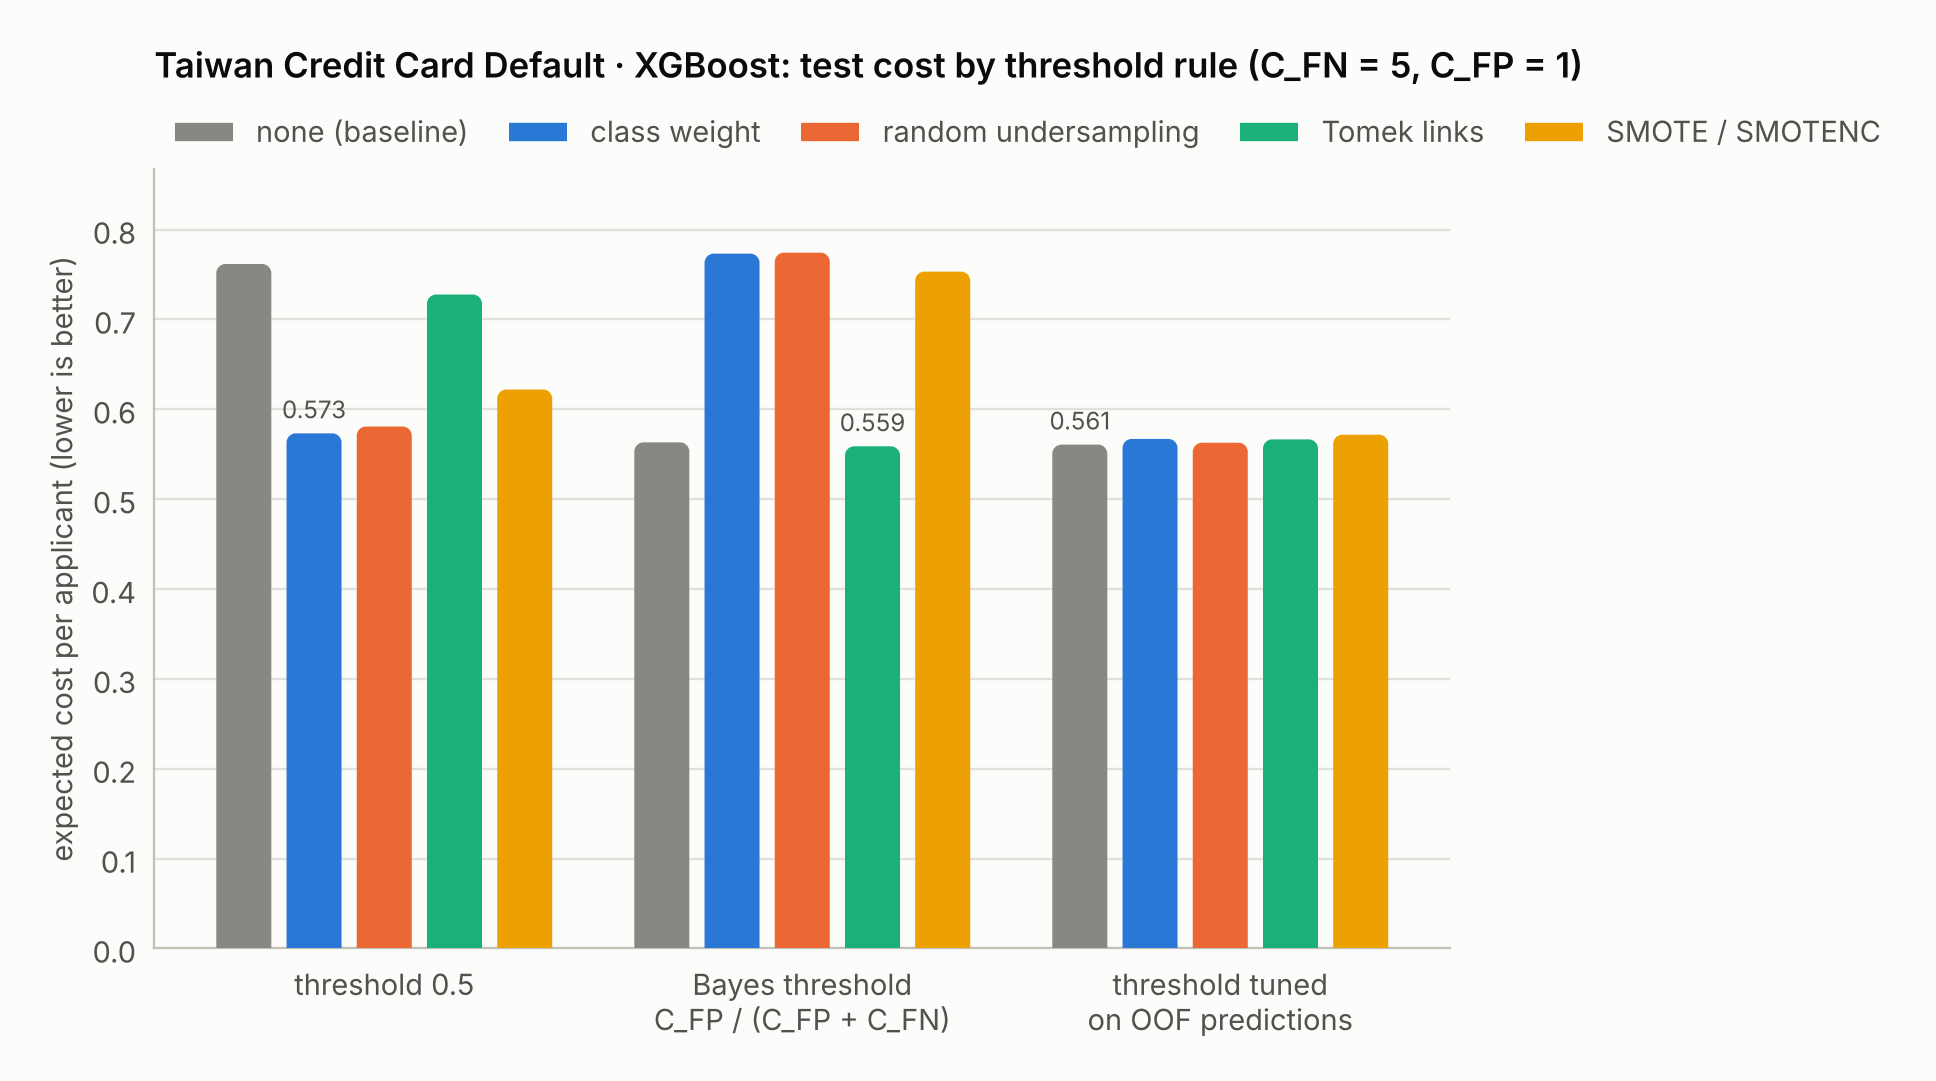 Taiwan Credit Card Default · XGBoost: test cost by threshold rule (C_FN = 5, C_FP = 1)
none (baseline) class weight random undersampling Tomek links SMOTE / SMOTENC
expected cost per applicant (lower is better)
0.8
0.7
0.6
0.5
0.4
0.3
0.2
0.1
0.0
0.573
0.559
0.561
threshold 0.5
Bayes threshold
C_FP / (C_FP + C_FN)
threshold tuned
on OOF predictions